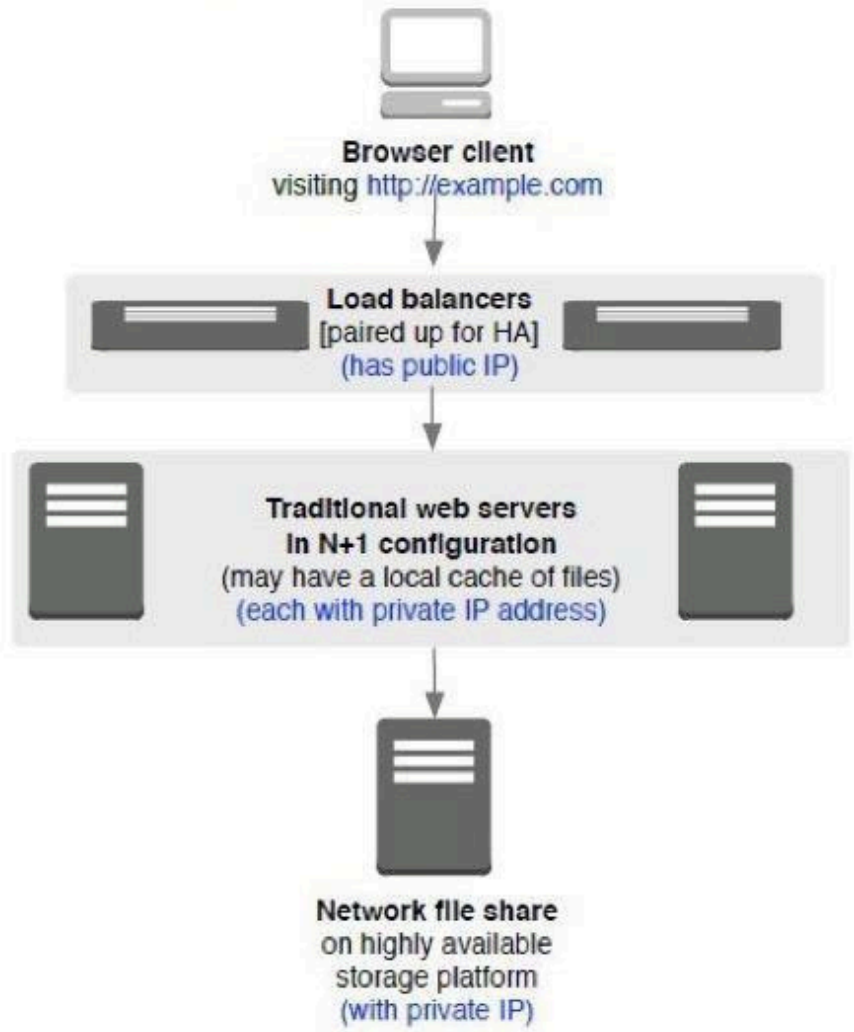 Browser client
visiting http://example.com
Load balancers
[paired up for HA]
(has public IP)
Traditional web servers
in N+1 configuration
(may have a local cache of files)
(each with private IP address)
Network file share
on highly available
storage platform
(with private IP)